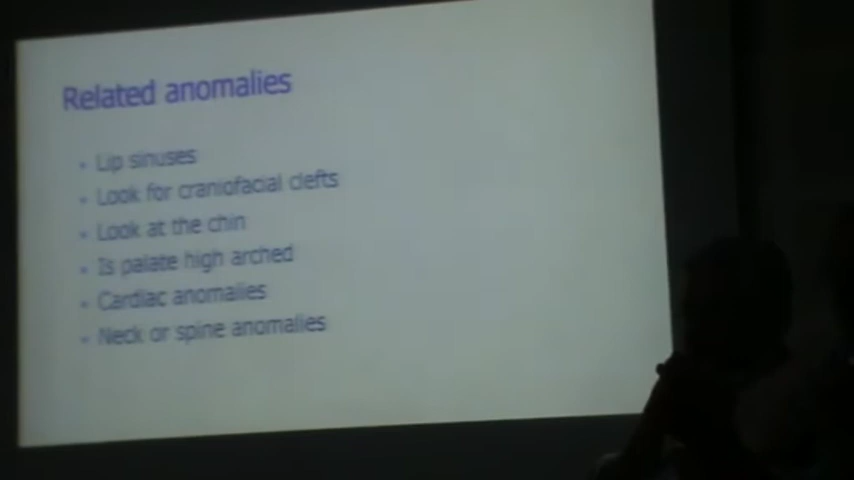 Related anomalies
Lip sinuses
Look for craniofacial clefts
Look at the chin
Is palate high arched
Cardiac anomalies
Neck or spine anomalies